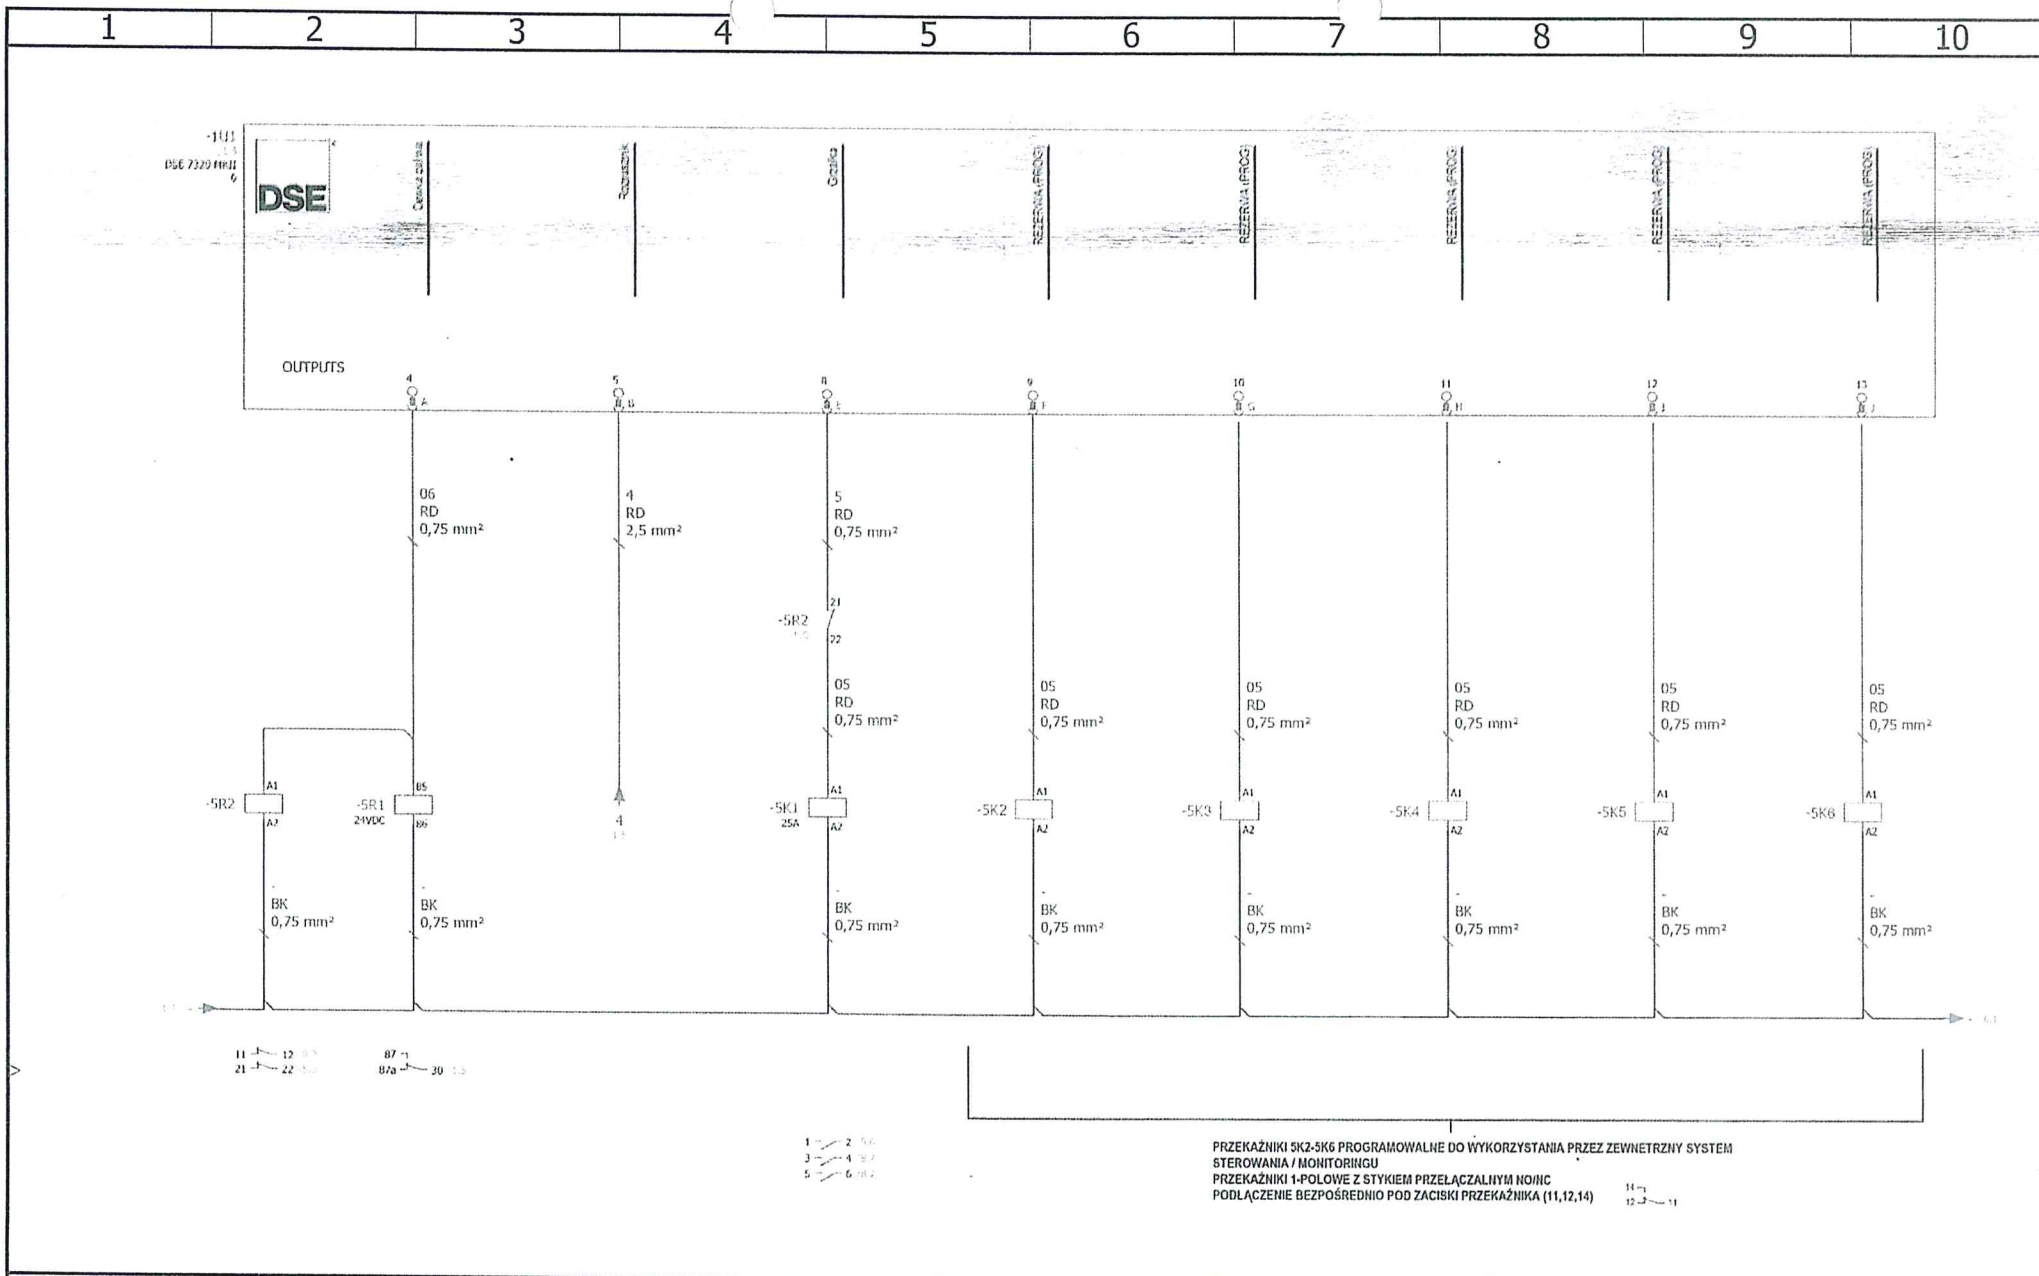 1 2 3 4 5 6 7 8 9 10
-1U1
DSE 7320 MKII
DSE
Rozrusznik
Grzałka
REZERWA (PROG)
REZERWA (PROG)
REZERWA (PROG)
REZERWA (PROG)
REZERWA (PROG)
OUTPUTS
4 5 8 9 10 11 12 13
A B E F G H I J
06
RD
0,75 mm²
4
RD
2,5 mm²
5
RD
0,75 mm²
-5R2
21
22
05
RD
0,75 mm²
05
RD
0,75 mm²
05
RD
0,75 mm²
05
RD
0,75 mm²
05
RD
0,75 mm²
05
RD
0,75 mm²
-5R2
A1
A2
-5R1
24VDC
85
86
4
-5K1
25A
A1
A2
-5K2
A1
A2
-5K3
A1
A2
-5K4
A1
A2
-5K5
A1
A2
-5K6
A1
A2
-
BK
0,75 mm²
-
BK
0,75 mm²
-
BK
0,75 mm²
-
BK
0,75 mm²
-
BK
0,75 mm²
-
BK
0,75 mm²
-
BK
0,75 mm²
-
BK
0,75 mm²
11 12
21 22
87
87a 30
1 2
3 4
5 6
PRZEKAŹNIKI 5K2-5K6 PROGRAMOWALNE DO WYKORZYSTANIA PRZEZ ZEWNETRZNY SYSTEM
STEROWANIA / MONITORINGU
PRZEKAŹNIKI 1-POLOWE Z STYKIEM PRZEŁĄCZALNYM NO/NC
PODŁĄCZENIE BEZPOŚREDNIO POD ZACISKI PRZEKAŹNIKA (11,12,14)
14
12 11